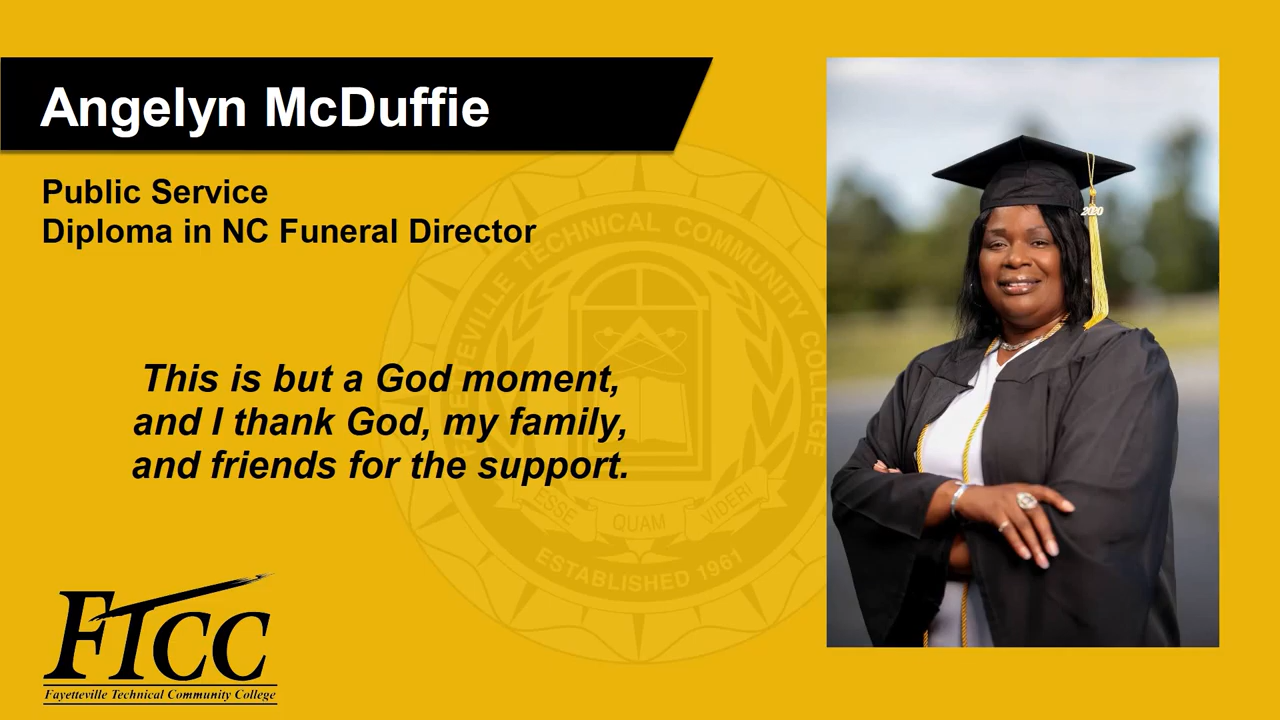 Angelyn McDuffie
Public Service
Diploma in NC Funeral Director
This is but a God moment,
and I thank God, my family,
and friends for the support.
FAYETTEVILLE TECHNICAL COMMUNITY COLLEGE
ESSE QUAM VIDERI
ESTABLISHED 1961
2020
FTCC
Fayetteville Technical Community College